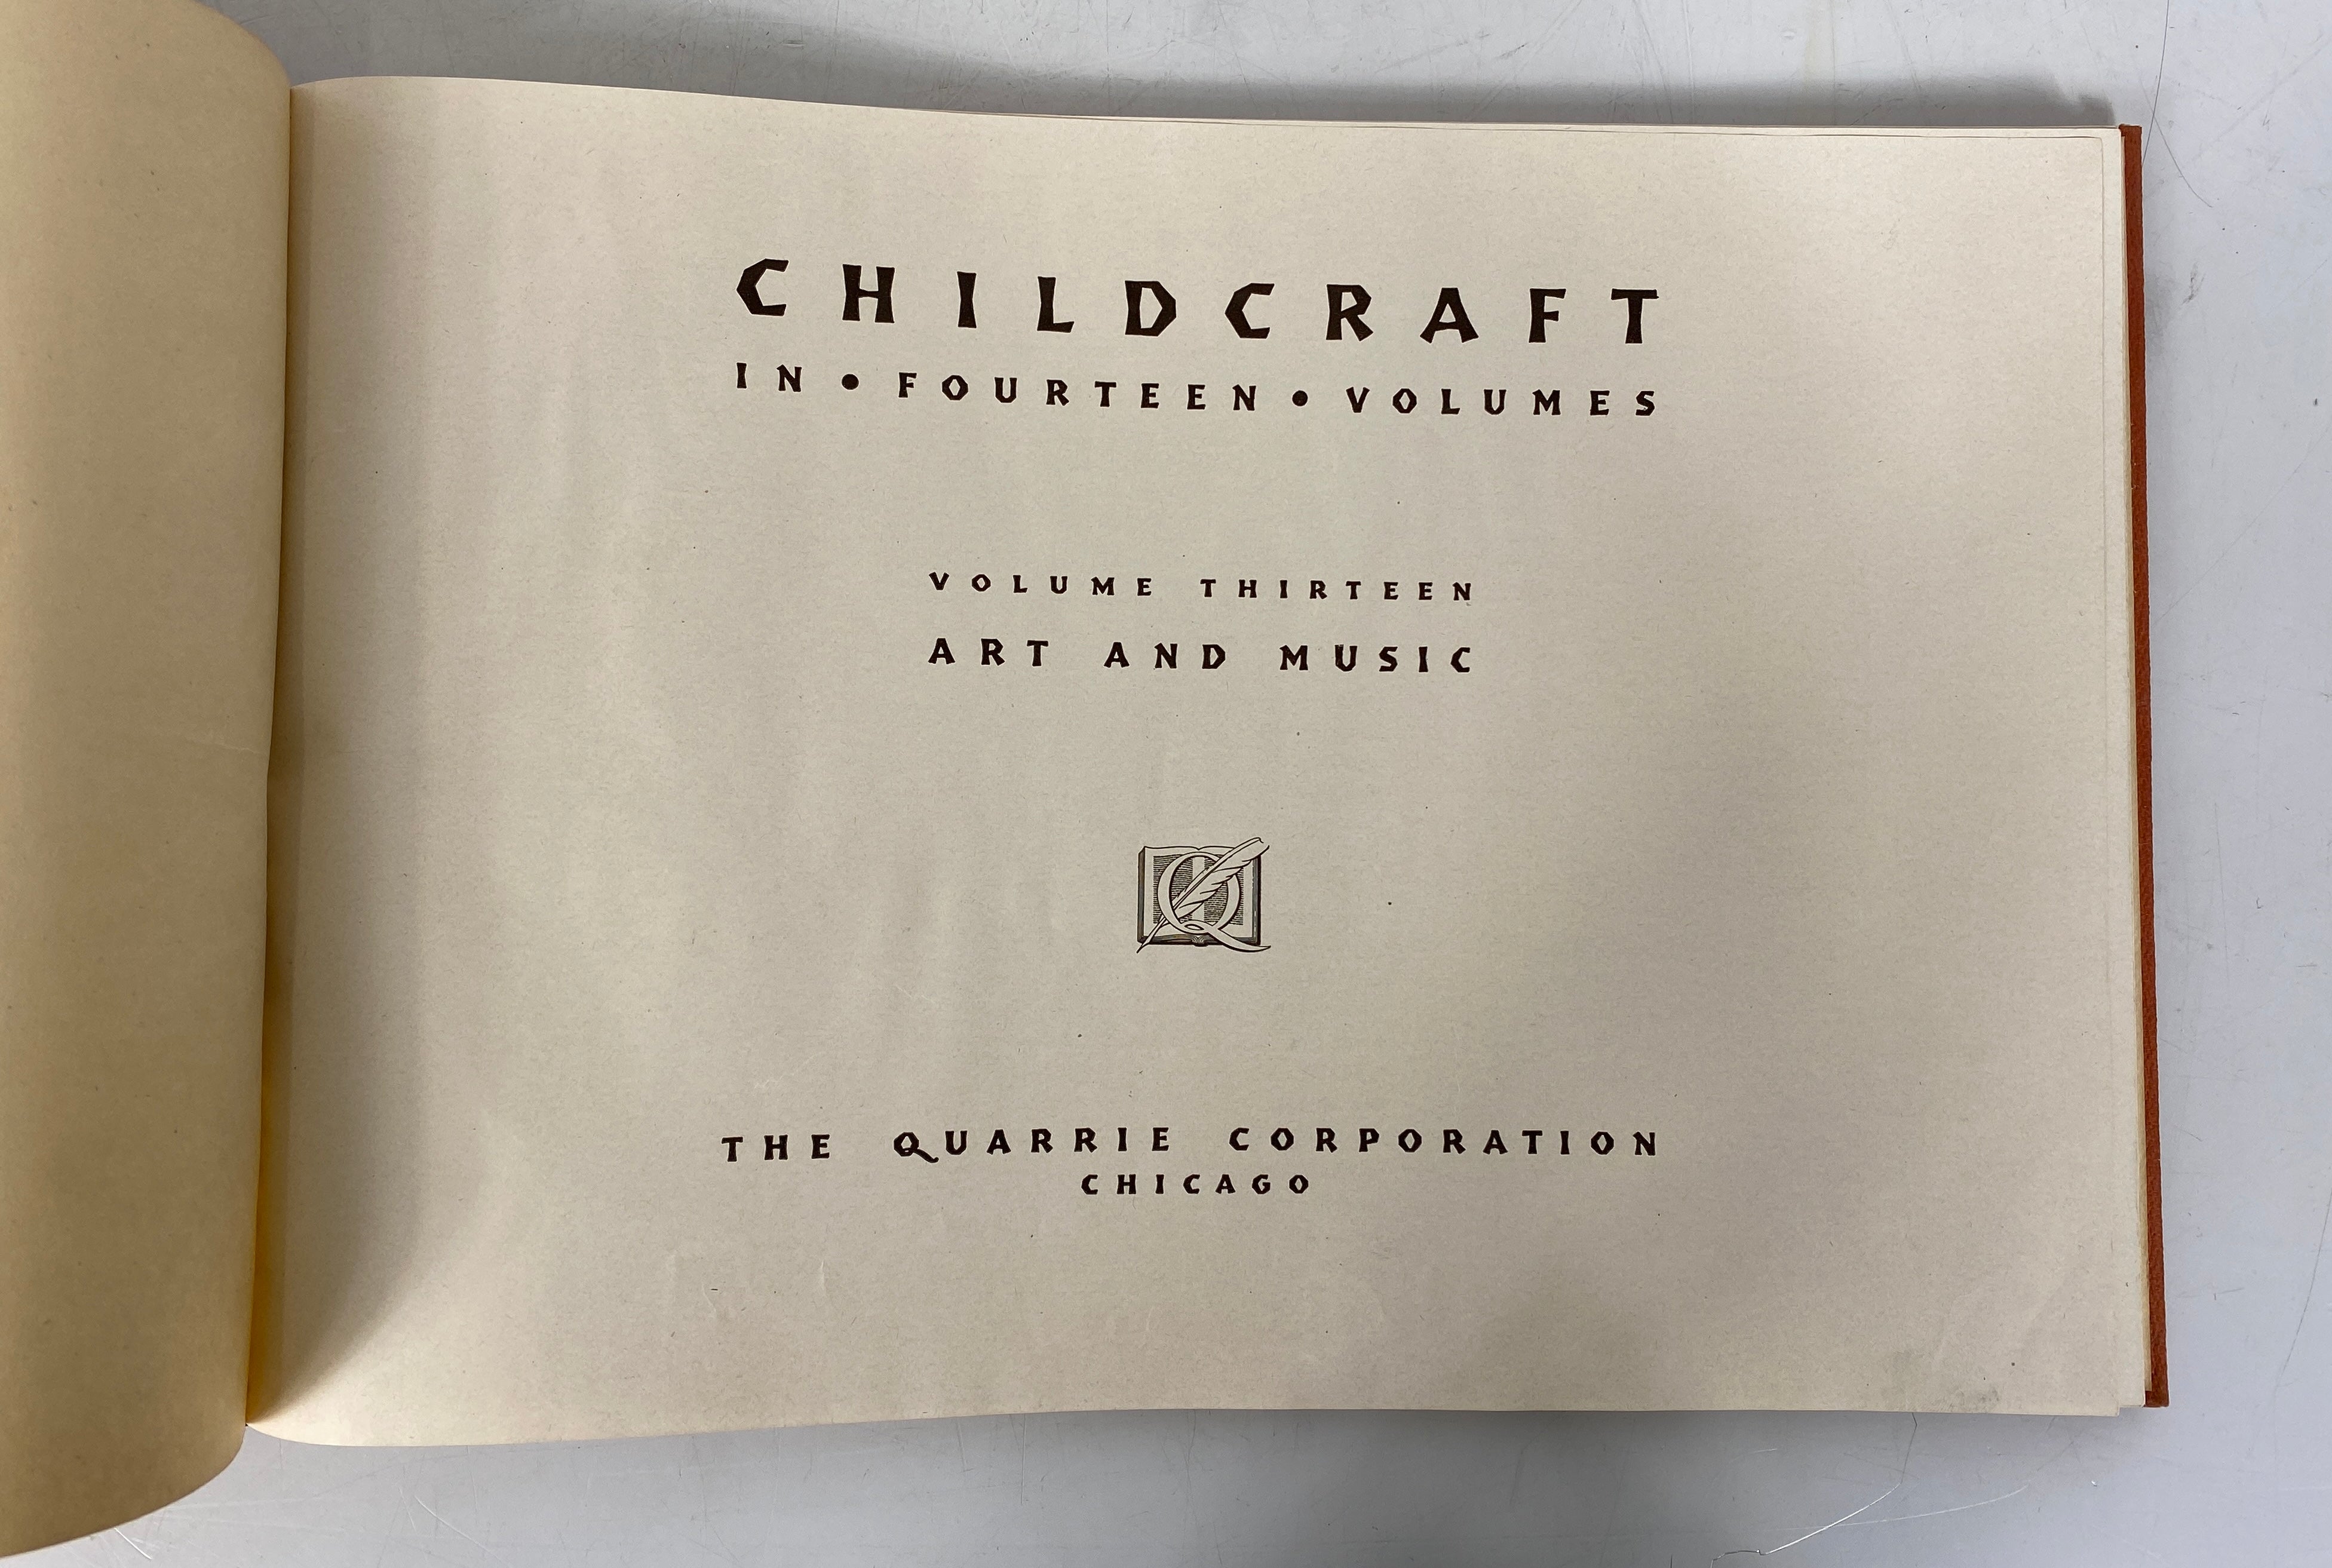 CHILDCRAFT
IN • FOURTEEN • VOLUMES
VOLUME THIRTEEN
ART AND MUSIC
Q
THE QUARRIE CORPORATION
CHICAGO